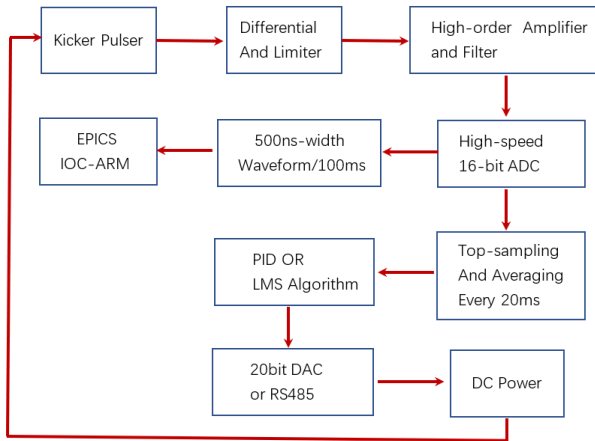 Kicker Pulser
Differential
And Limiter
High-order Amplifier
and Filter
EPICS
IOC-ARM
500ns-width
Waveform/100ms
High-speed
16-bit ADC
PID OR
LMS Algorithm
Top-sampling
And Averaging
Every 20ms
20bit DAC
or RS485
DC Power